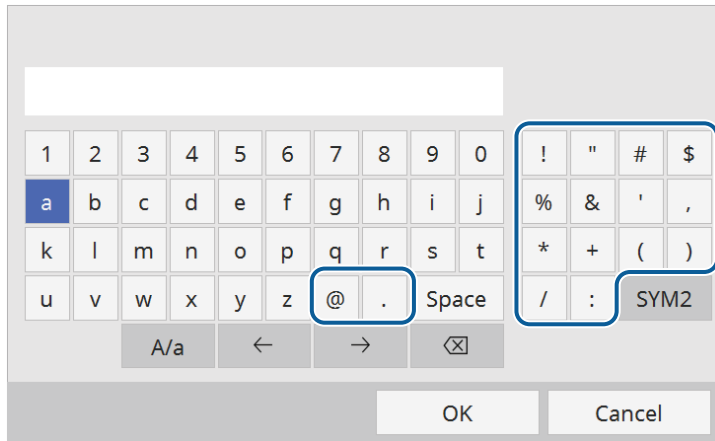 1 2 3 4 5 6 7 8 9 0 ! " # $
a b c d e f g h i j % & ' ,
k l m n o p q r s t * + ( )
u v w x y z @ . Space / : SYM2
A/a ← → ⌫
OK Cancel